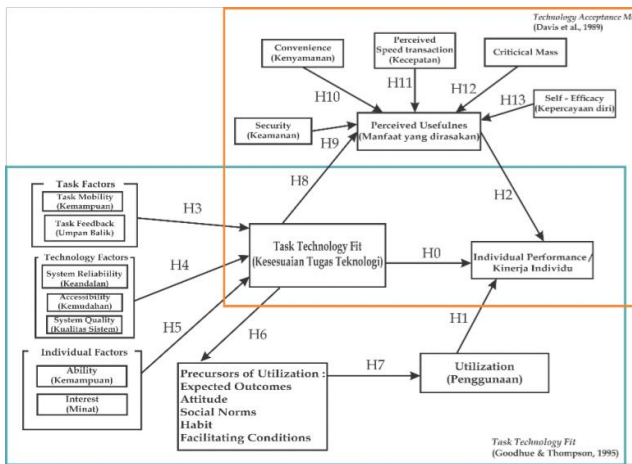 Technology Acceptance M
(Davis et al., 1989)
Convenience
(Kenyamanan)
Perceived
Speed transaction
(Kecepatan)
Criticical Mass
H10
H11
H12
H13
Self - Efficacy
(Kepercayaan diri)
Security
(Keamanan)
H9
Perceived Usefulnes
(Manfaat yang dirasakan)
H8
H2
Task Factors
Task Mobility
(Kemampuan)
Task Feedback
(Umpan Balik)
H3
Technology Factors
System Reliability
(Keandalan)
Accessibility
(Kemudahan)
System Quality
(Kualitas Sistem)
H4
Task Technology Fit
(Kesesuaian Tugas Teknologi)
H0
Individual Performance/
Kinerja Individu
H5
H6
H1
Individual Factors
Ability
(Kemampuan)
Interest
(Minat)
Precursors of Utilization :
Expected Outcomes
Attitude
Social Norms
Habit
Facilitating Conditions
H7
Utilization
(Penggunaan)
Task Technology Fit
(Goodhue & Thompson, 1995)